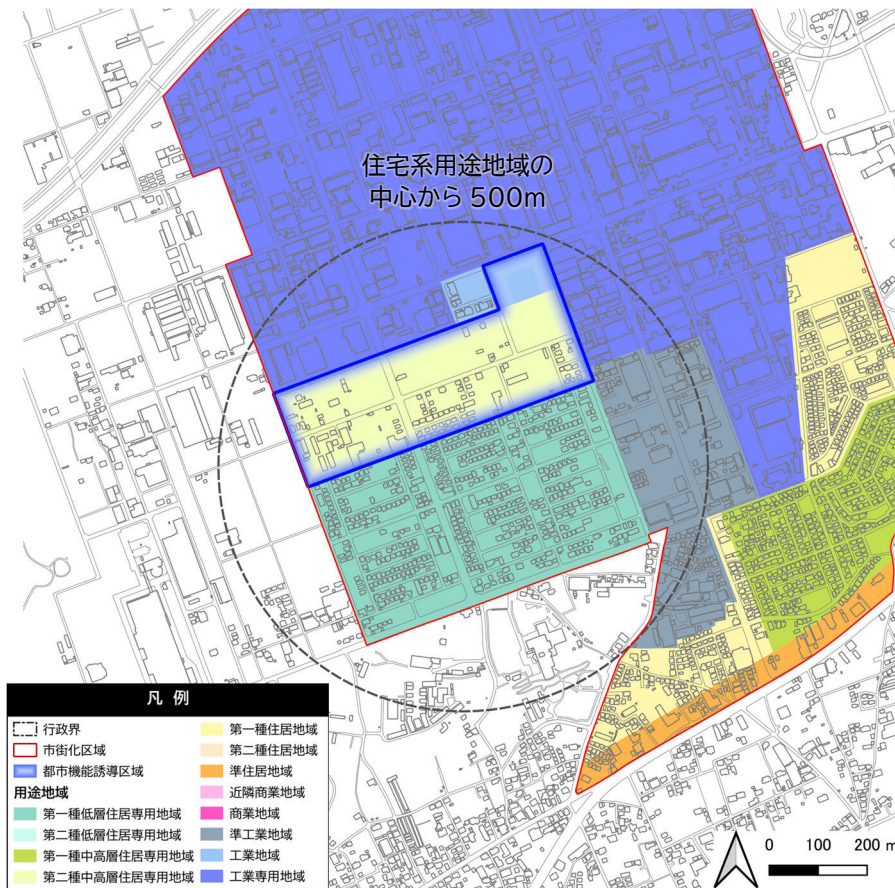 住宅系用途地域の
中心から500m
凡例
行政界
市街化区域
都市機能誘導区域
用途地域
第一種低層住居専用地域
第二種低層住居専用地域
第一種中高層住居専用地域
第二種中高層住居専用地域
第一種住居地域
第二種住居地域
準住居地域
近隣商業地域
商業地域
準工業地域
工業地域
工業専用地域
0 100 200 m